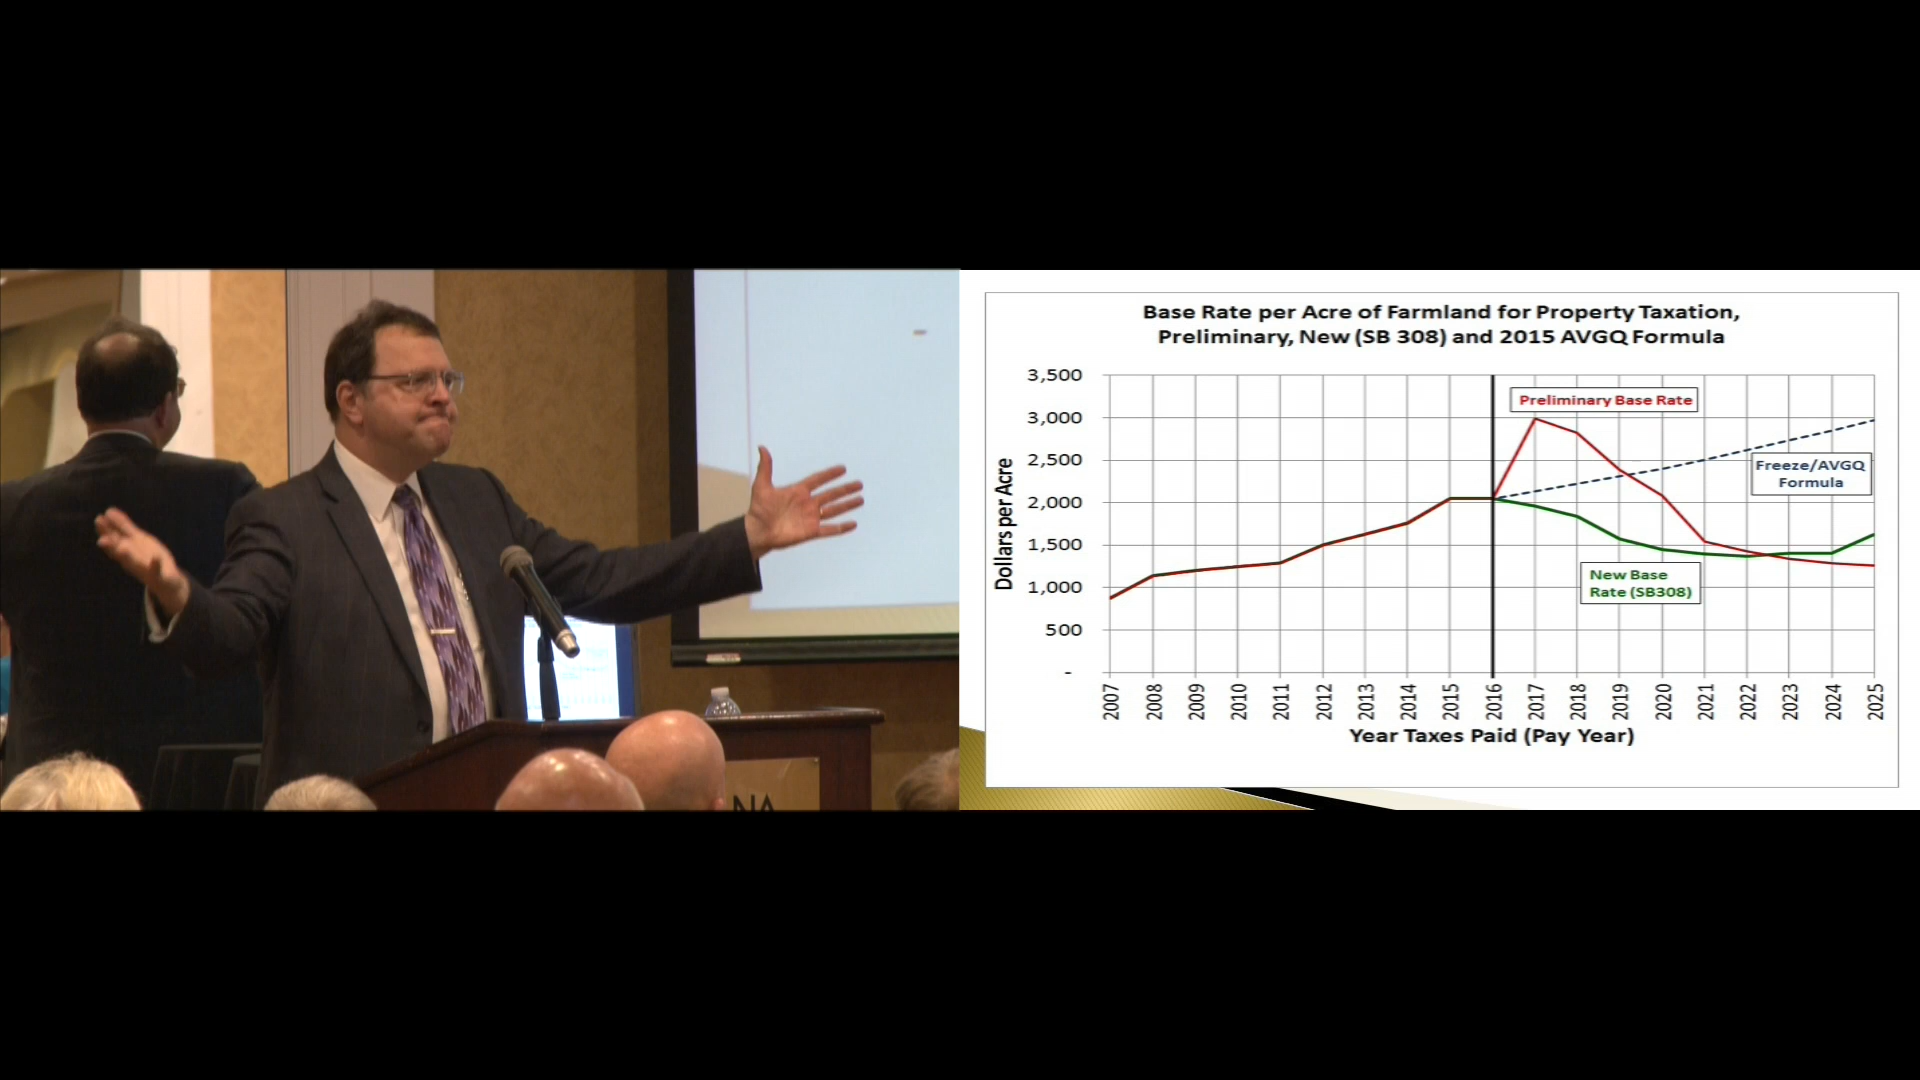 NA
Base Rate per Acre of Farmland for Property Taxation,
Preliminary, New (SB 308) and 2015 AVGQ Formula
Dollars per Acre
3,500
3,000
2,500
2,000
1,500
1,000
500
-
Preliminary Base Rate
Freeze/AVGQ
Formula
New Base
Rate (SB308)
2007 2008 2009 2010 2011 2012 2013 2014 2015 2016 2017 2018 2019 2020 2021 2022 2023 2024 2025
Year Taxes Paid (Pay Year)